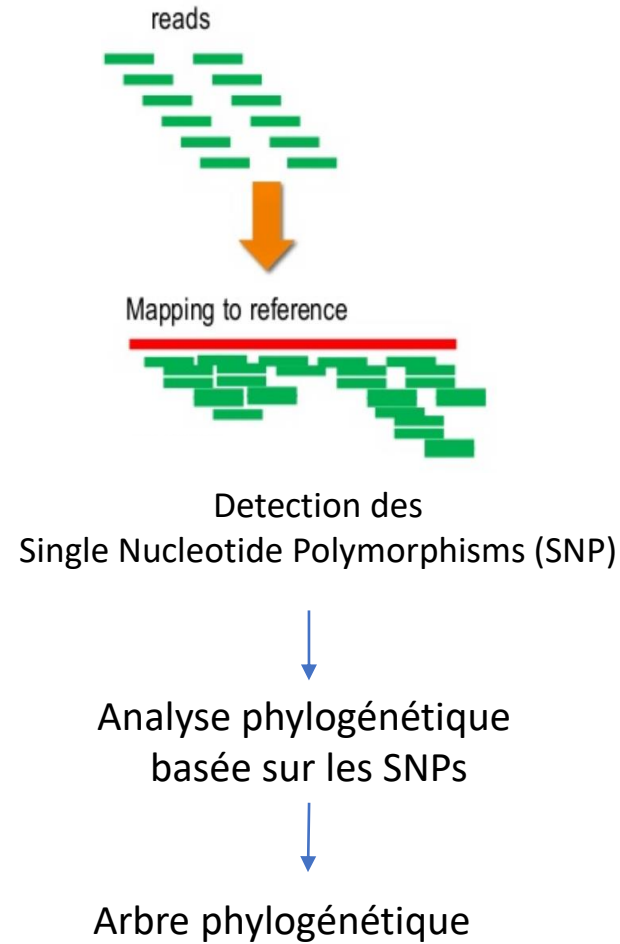 reads
Mapping to reference
Detection des
Single Nucleotide Polymorphisms (SNP)
Analyse phylogénétique
basée sur les SNPs
Arbre phylogénétique